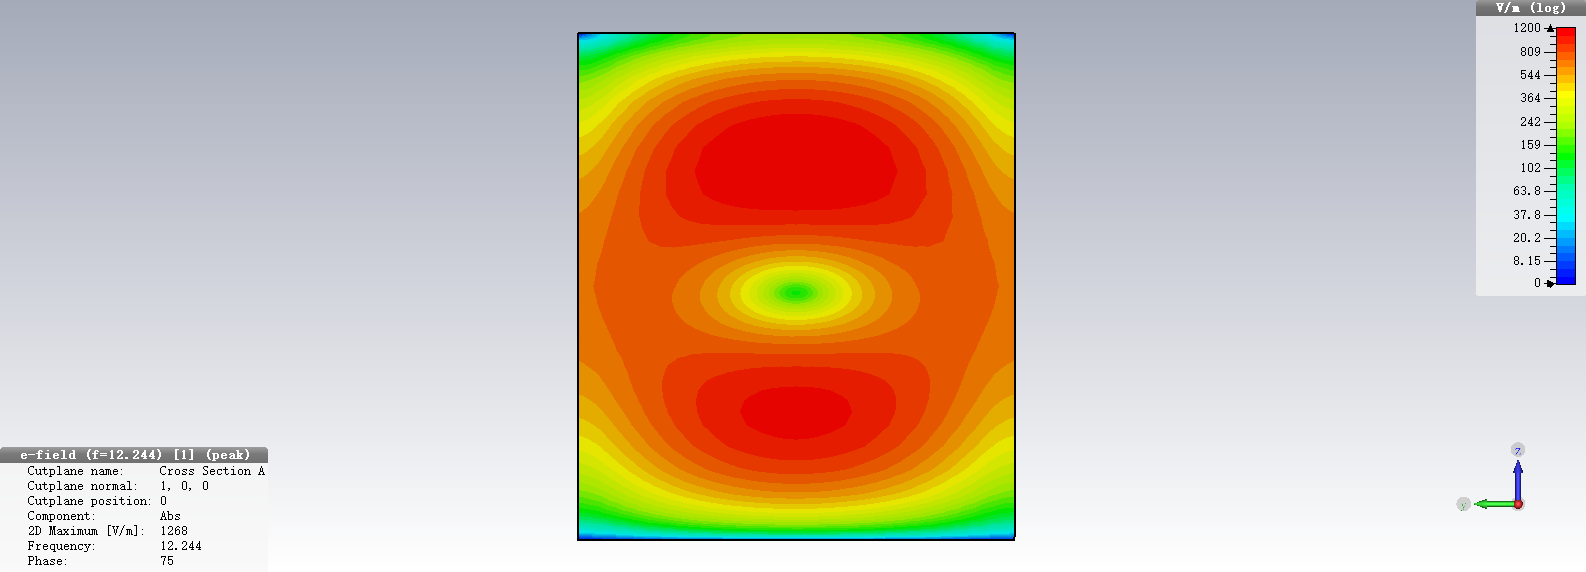 V/m (log)
1200
809
544
364
242
159
102
63.8
37.8
20.2
8.15
0
e-field (f=12.244) [1] (peak)
Cutplane name: Cross Section A
Cutplane normal: 1, 0, 0
Cutplane position: 0
Component: Abs
2D Maximum [V/m]: 1268
Frequency: 12.244
Phase: 75
z
y